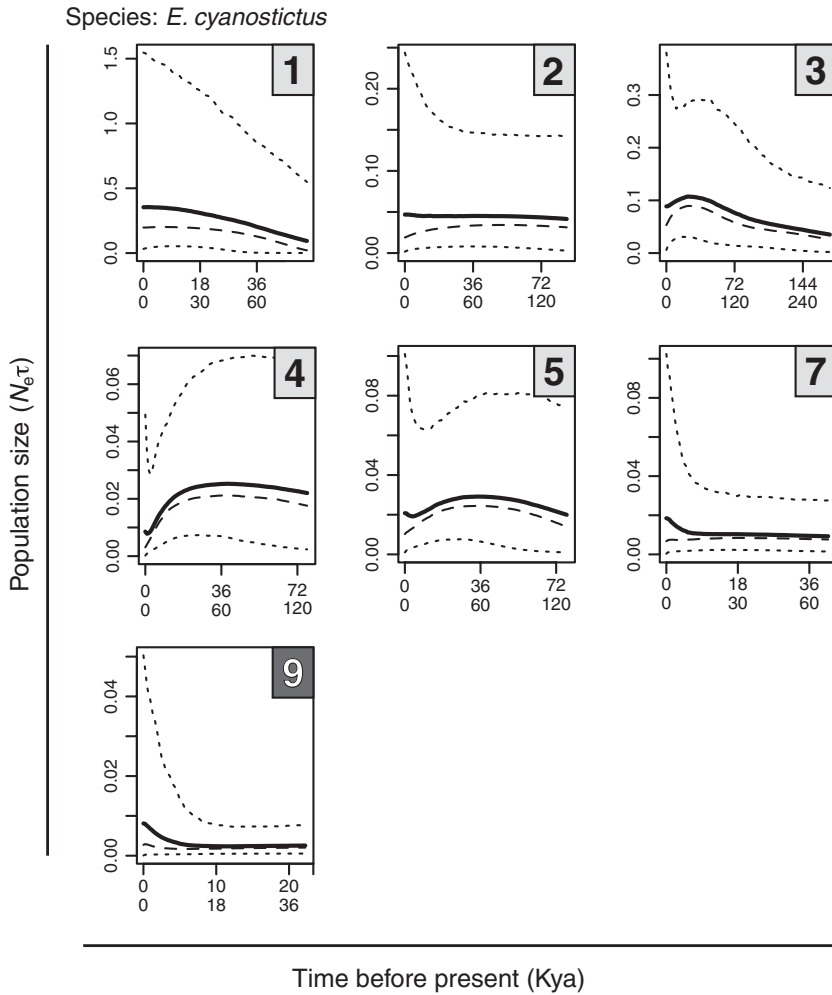 Species: E. cyanostictus
1
2
3
1.5
1.0
0.5
0.0
0.20
0.10
0.00
0.3
0.2
0.1
0.0
0 18 36
0 30 60
0 36 72
0 60 120
0 72 144
0 120 240
4
5
7
0.06
0.04
0.02
0.00
0.08
0.04
0.00
0.08
0.04
0.00
0 36 72
0 60 120
0 36 72
0 60 120
0 18 36
0 30 60
9
0.04
0.02
0.00
0 10 20
0 18 36
Population size (Neτ)
Time before present (Kya)